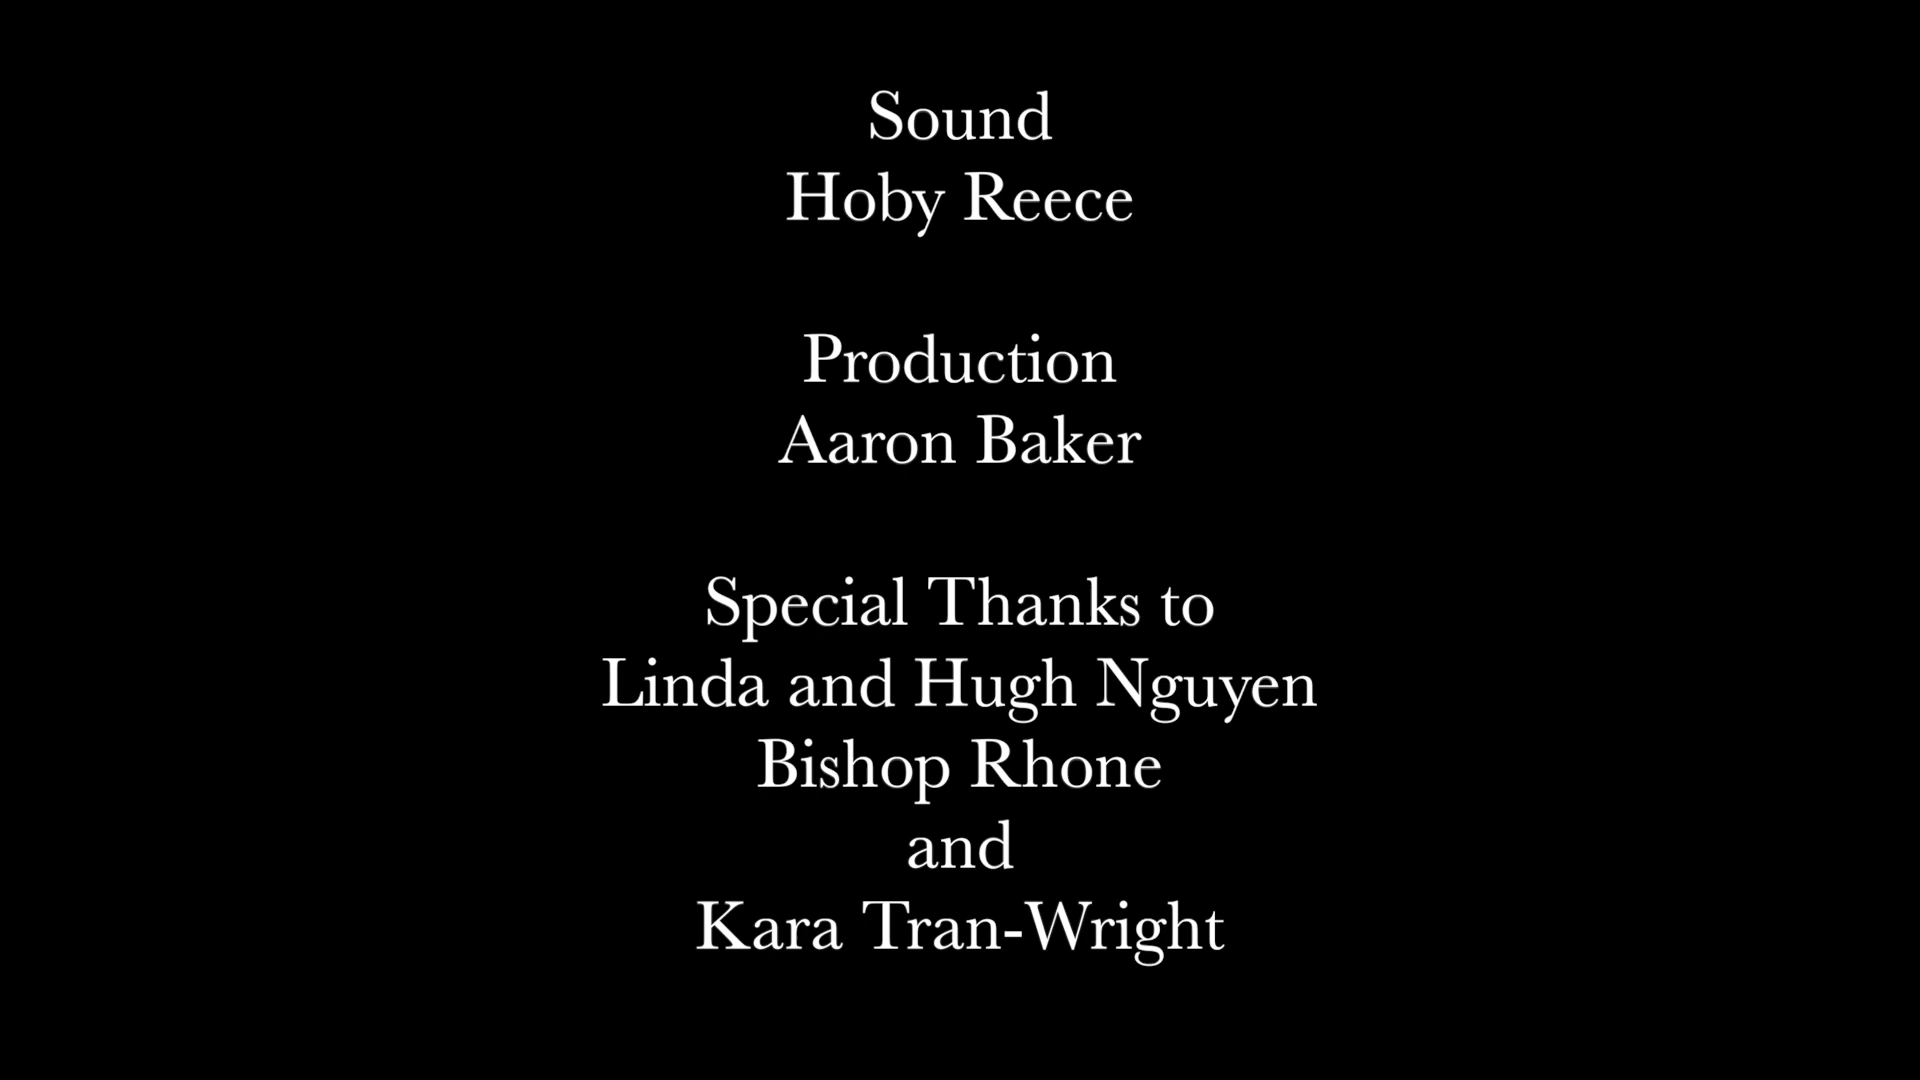 Sound
Hoby Reece
Production
Aaron Baker
Special Thanks to
Linda and Hugh Nguyen
Bishop Rhone
and
Kara Tran-Wright